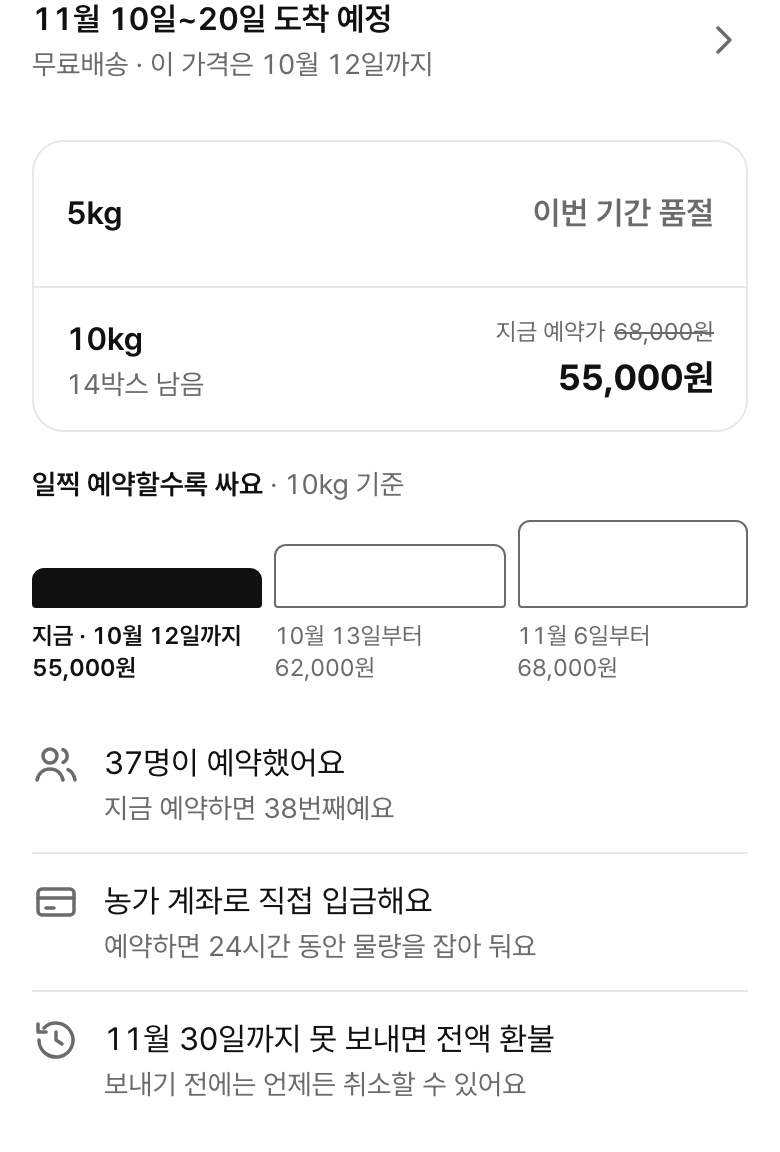 11월 10일~20일 도착 예정
무료배송 · 이 가격은 10월 12일까지
5kg
이번 기간 품절
10kg
14박스 남음
지금 예약가 68,000원
55,000원
일찍 예약할수록 싸요 · 10kg 기준
지금 · 10월 12일까지
55,000원
10월 13일부터
62,000원
11월 6일부터
68,000원
37명이 예약했어요
지금 예약하면 38번째예요
농가 계좌로 직접 입금해요
예약하면 24시간 동안 물량을 잡아 둬요
11월 30일까지 못 보내면 전액 환불
보내기 전에는 언제든 취소할 수 있어요